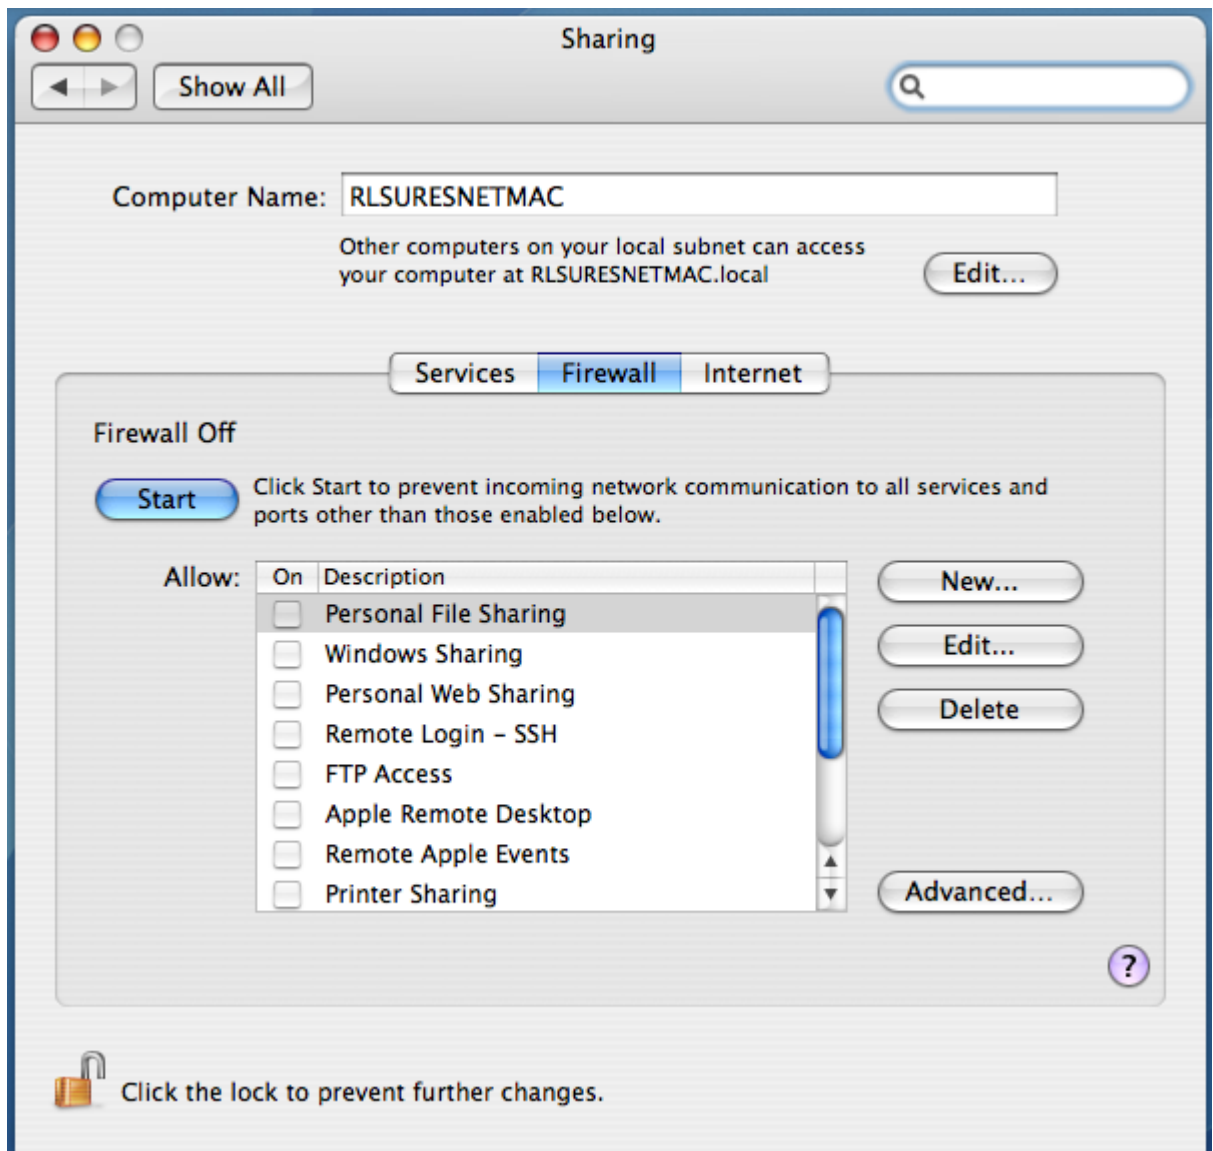 Sharing
Show All
Computer Name: RLSURESNETMAC
Other computers on your local subnet can access
your computer at RLSURESNETMAC.local
Edit...
Services Firewall Internet
Firewall Off
Start
Click Start to prevent incoming network communication to all services and
ports other than those enabled below.
Allow:
On Description
Personal File Sharing
Windows Sharing
Personal Web Sharing
Remote Login – SSH
FTP Access
Apple Remote Desktop
Remote Apple Events
Printer Sharing
New...
Edit...
Delete
Advanced...
?
Click the lock to prevent further changes.